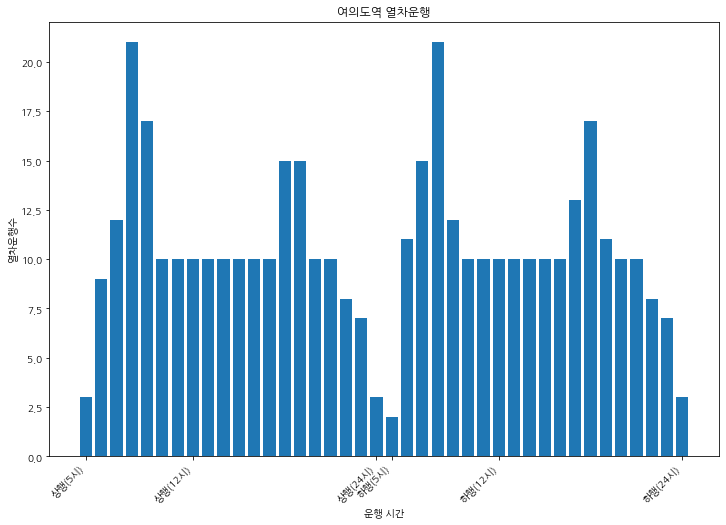 여의도역 열차운행
열차운행수
20.0
17.5
15.0
12.5
10.0
7.5
5.0
2.5
0.0
상행(5시)
상행(12시)
상행(24시)
하행(5시)
하행(12시)
하행(24시)
운행 시간